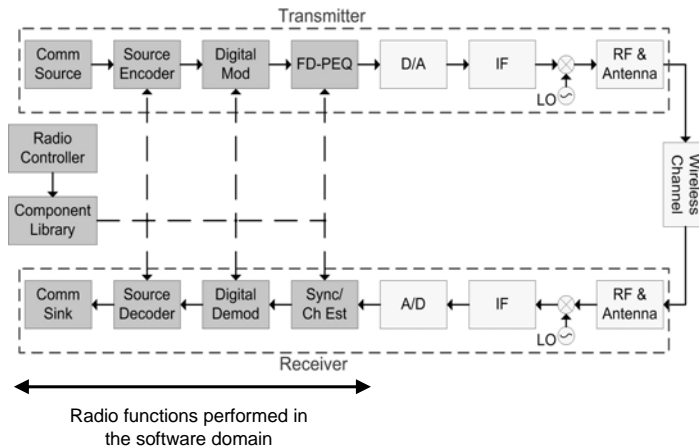 Transmitter
Comm
Source
Source
Encoder
Digital
Mod
FD-PEQ
D/A
IF
LO
RF &
Antenna
Radio
Controller
Component
Library
Wireless
Channel
Comm
Sink
Source
Decoder
Digital
Demod
Sync/
Ch Est
A/D
IF
LO
RF &
Antenna
Receiver
Radio functions performed in
the software domain